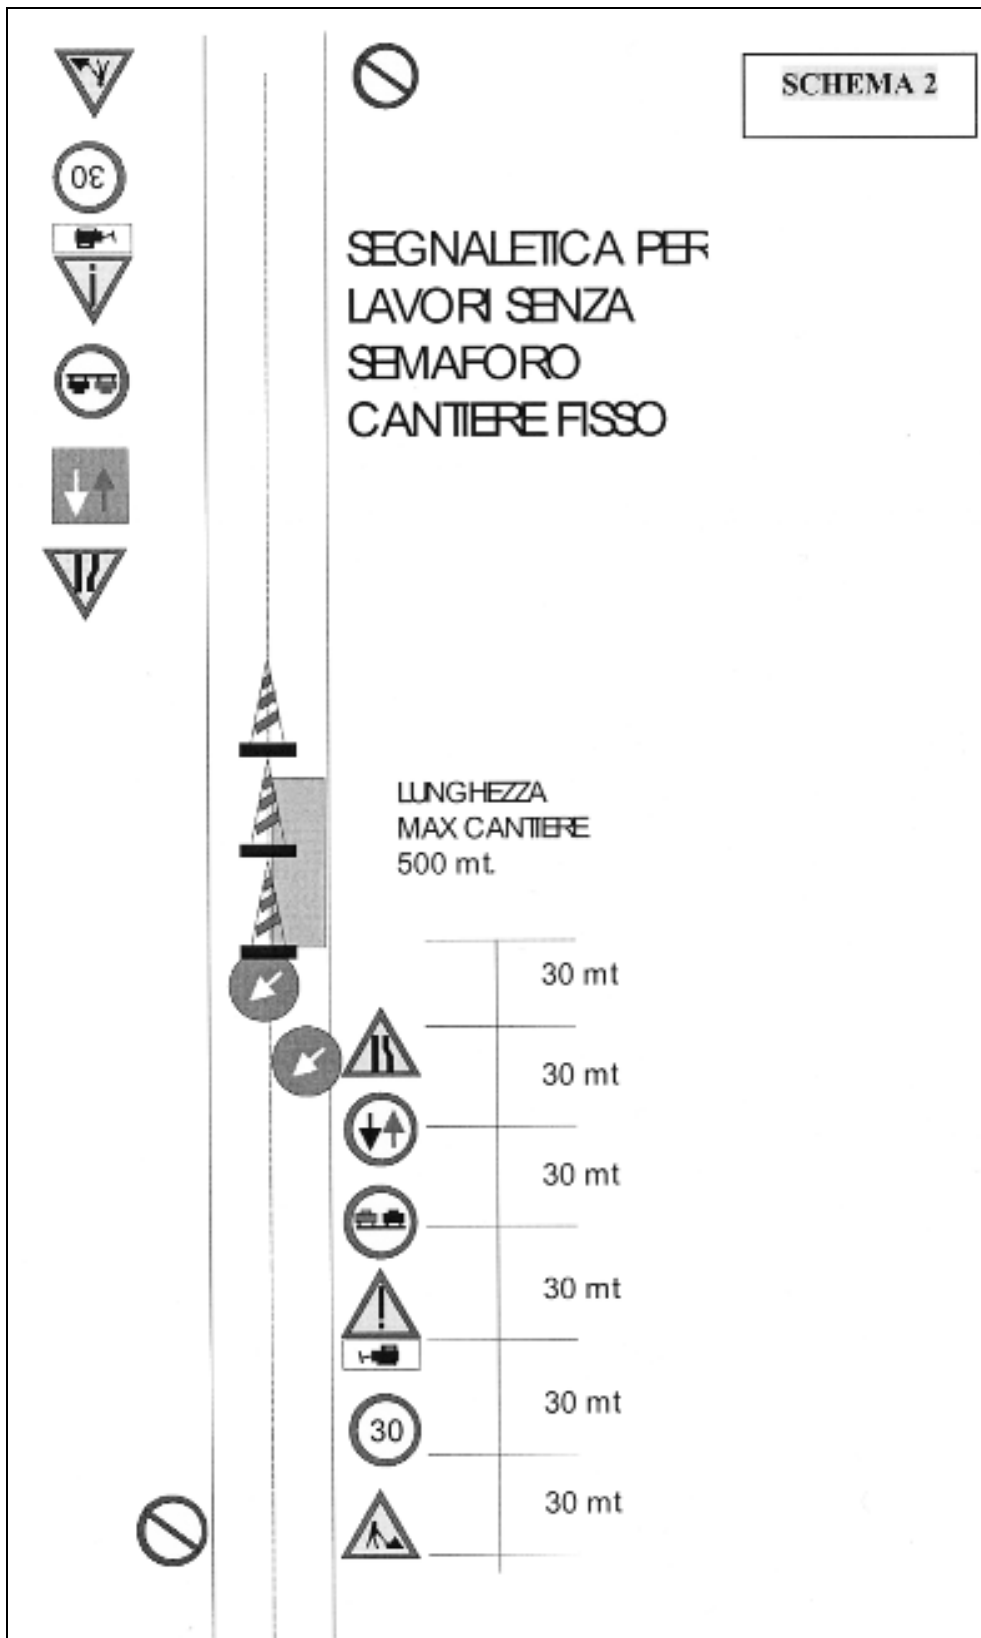 SCHEMA 2
30
SEGNALETICA PER
LAVORI SENZA
SEMAFORO
CANTIERE FISSO
LUNGHEZZA
MAX CANTIERE
500 mt.
30 mt
30 mt
30 mt
30 mt
30 mt
30
30 mt